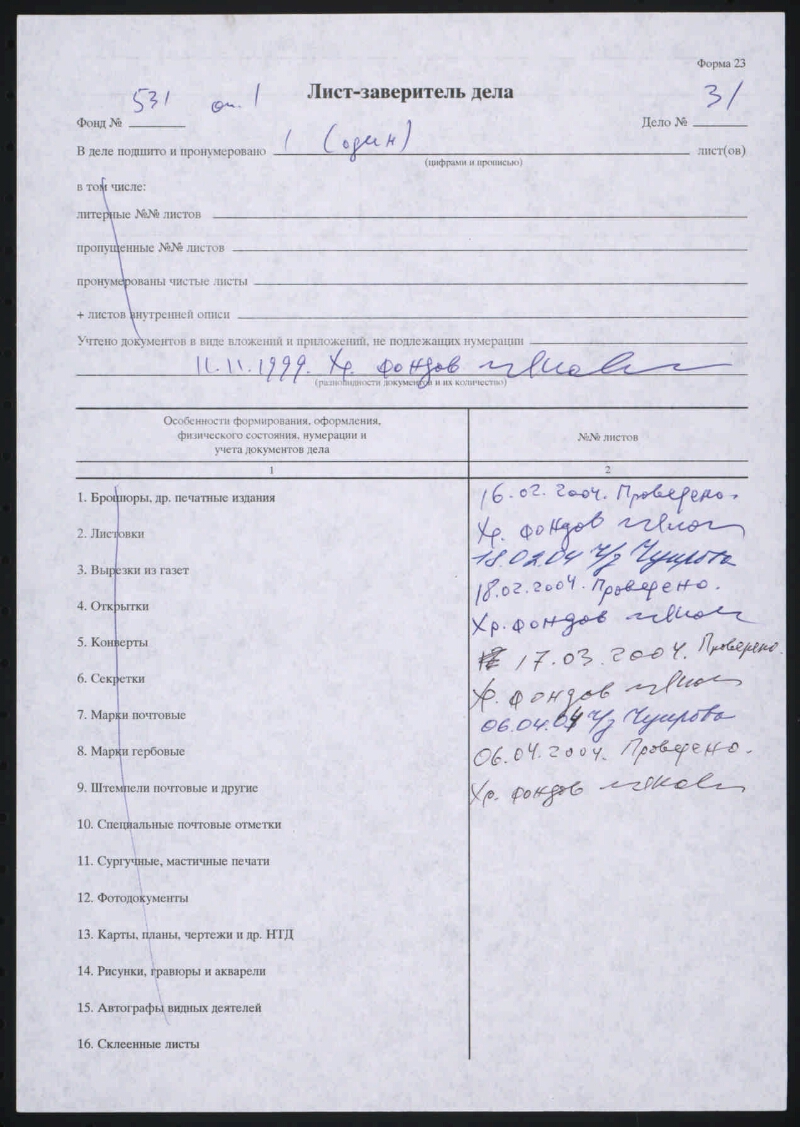 Форма 23
Лист-заверитель дела
Фонд № 531 оп. 1 Дело № 31
В деле подшито и пронумеровано 1 (один) лист(ов)
(цифрами и прописью)
в том числе:
литерные №№ листов
пропущенные №№ листов
пронумерованы чистые листы
+ листов внутренней описи
Учтено документов в виде вложений и приложений, не подлежащих нумерации
11.11.1999. Хр. фондов
(разновидности документов и их количество)
Особенности формирования, оформления,
физического состояния, нумерации и
учета документов дела
№№ листов
1 2
1. Брошюры, др. печатные издания
2. Листовки
3. Вырезки из газет
4. Открытки
5. Конверты
6. Секретки
7. Марки почтовые
8. Марки гербовые
9. Штемпели почтовые и другие
10. Специальные почтовые отметки
11. Сургучные, мастичные печати
12. Фотодокументы
13. Карты, планы, чертежи и др. НТД
14. Рисунки, гравюры и акварели
15. Автографы видных деятелей
16. Склеенные листы
16.02.2004. Проверено.
Хр. фондов
18.02.04
18.02.2004. Проверено.
Хр. фондов
17.03.2004. Проверено.
Хр. фондов
06.04.04
06.04.2004. Проверено.
Хр. фондов